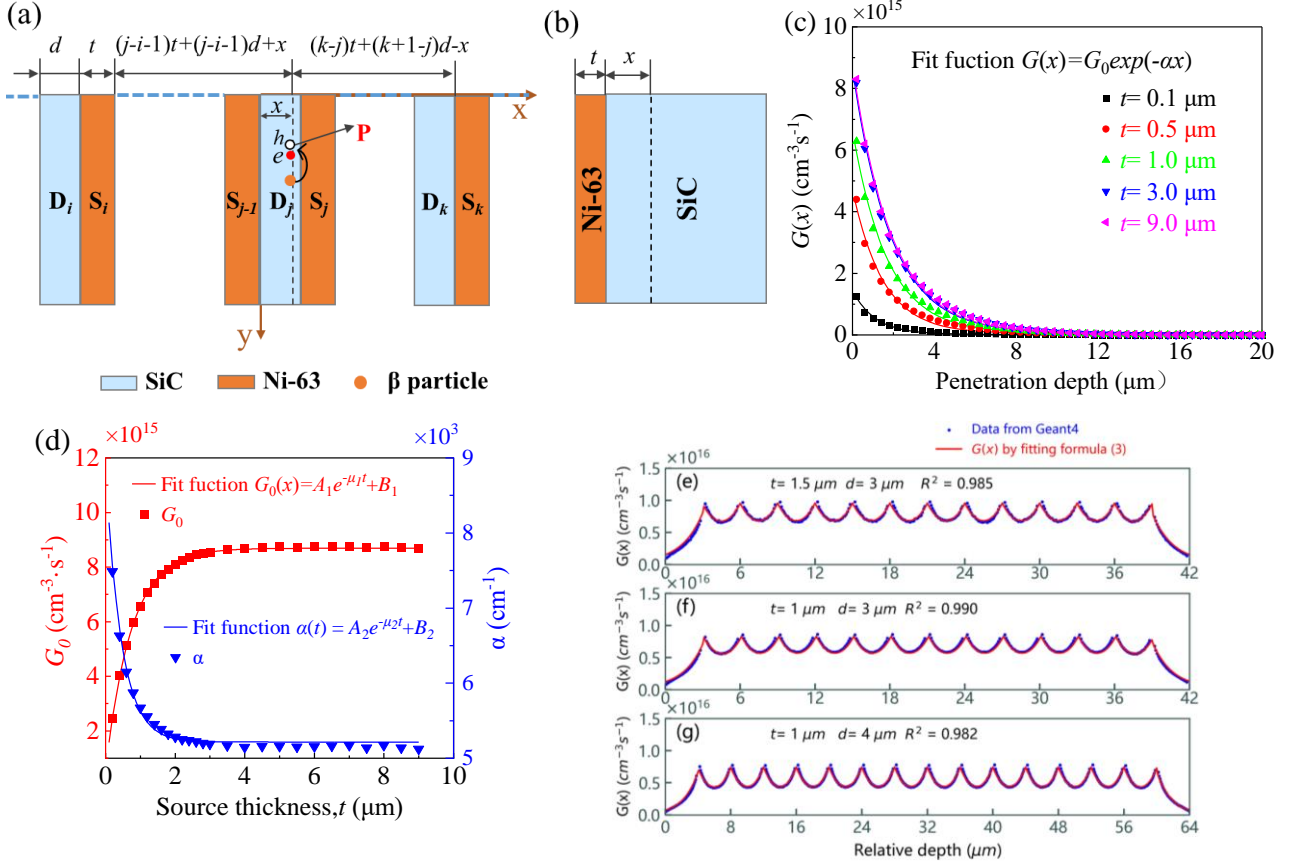 (a)
d
t
(j-i-1)t+(j-i-1)d+x
(k-j)t+(k+1-j)d-x
x
x
h
e
P
D_i
S_i
S_{j-1}
D_j
S_j
D_k
S_k
y
SiC
Ni-63
β particle
(b)
t
x
Ni-63
SiC
(c)
×10^15
Fit fuction G(x)=G_0exp(-αx)
t= 0.1 μm
t= 0.5 μm
t= 1.0 μm
t= 3.0 μm
t= 9.0 μm
G(x) (cm^-3s^-1)
8
6
4
2
0
0 4 8 12 16 20
Penetration depth (μm）
(d)
×10^15
×10^3
12
10
8
6
4
2
9
8
7
6
5
Fit fuction G_0(x)=A_1e^{-μ_1t}+B_1
G_0
Fit function α(t) = A_2e^{-μ_2t}+B_2
α
G_0 (cm^-3·s^-1)
α (cm^-1)
0 2 4 6 8 10
Source thickness,t (μm)
Data from Geant4
G(x) by fitting formula (3)
×10^16
(e)
t= 1.5 μm d= 3 μm R^2 = 0.985
G(x) (cm^-3s^-1)
1.5
1.0
0.5
0.0
0 6 12 18 24 30 36 42
×10^16
(f)
t= 1 μm d= 3 μm R^2 = 0.990
G(x) (cm^-3s^-1)
1.5
1.0
0.5
0.0
0 6 12 18 24 30 36 42
×10^16
(g)
t= 1 μm d= 4 μm R^2 = 0.982
G(x) (cm^-3s^-1)
1.5
1.0
0.5
0.0
0 8 16 24 32 40 48 56 64
Relative depth (μm)